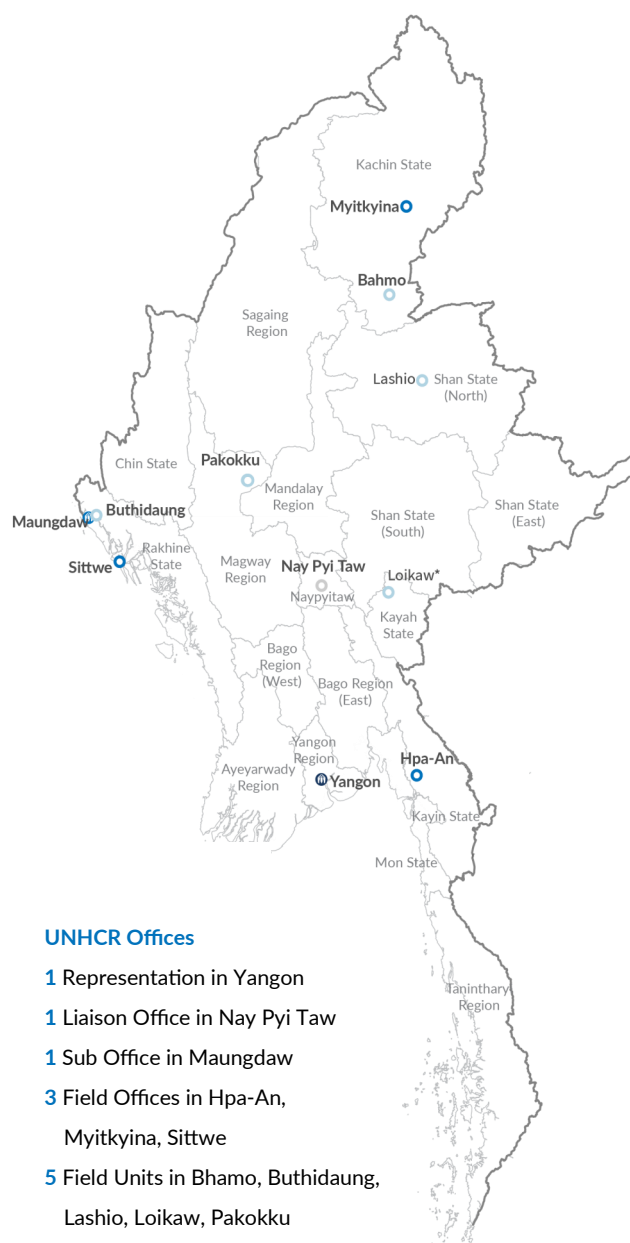 Kachin State
Myitkyina
Bahmo
Sagaing
Region
Lashio
Shan State
(North)
Chin State
Pakokku
Mandalay
Region
Shan State
(South)
Shan State
(East)
Maungdaw
Buthidaung
Sittwe
Rakhine
State
Magway
Region
Nay Pyi Taw
Naypyitaw
Loikaw*
Kayah
State
Bago
Region
(West)
Bago Region
(East)
Yangon
Region
Ayeyarwady
Region
Yangon
Hpa-An
Kayin State
Mon State
Taninthary
Region
UNHCR Offices
1 Representation in Yangon
1 Liaison Office in Nay Pyi Taw
1 Sub Office in Maungdaw
3 Field Offices in Hpa-An,
Myitkyina, Sittwe
5 Field Units in Bhamo, Buthidaung,
Lashio, Loikaw, Pakokku